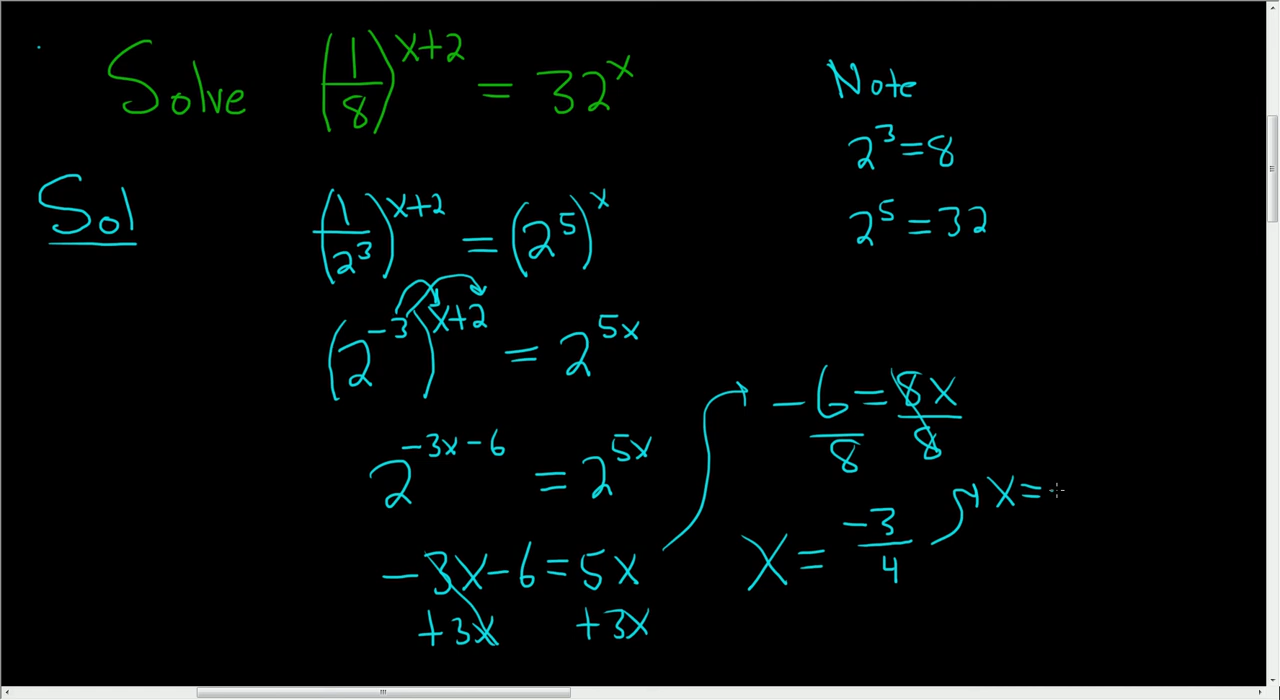 Solve (1/8)^(x+2) = 32^x
Note
2^3 = 8
2^5 = 32
Sol
(1/2^3)^(x+2) = (2^5)^x
(2^-3)^(x+2) = 2^5x
2^(-3x-6) = 2^5x
-3x-6=5x
+3x +3x
-6/8 = 8x/8
x = -3/4
x =